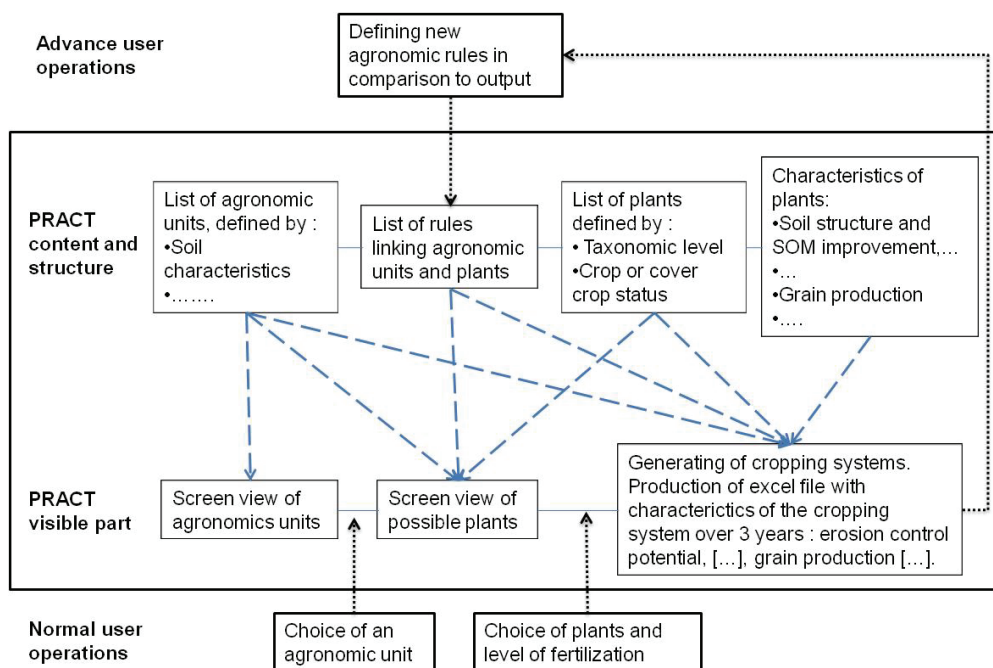 Advance user
operations
Defining new
agronomic rules in
comparison to output
PRACT
content and
structure
List of agronomic
units, defined by :
•Soil
characteristics
•…….
List of rules
linking agronomic
units and plants
List of plants
defined by:
• Taxonomic level
•Crop or cover
crop status
Characteristics of
plants:
•Soil structure and
SOM improvement,…
•…
•Grain production
•….
PRACT
visible part
Screen view of
agronomics units
Screen view of
possible plants
Generating of cropping systems.
Production of excel file with
charactericts of the cropping
system over 3 years : erosion control
potential, […], grain production […].
Normal user
operations
Choice of an
agronomic unit
Choice of plants and
level of fertilization